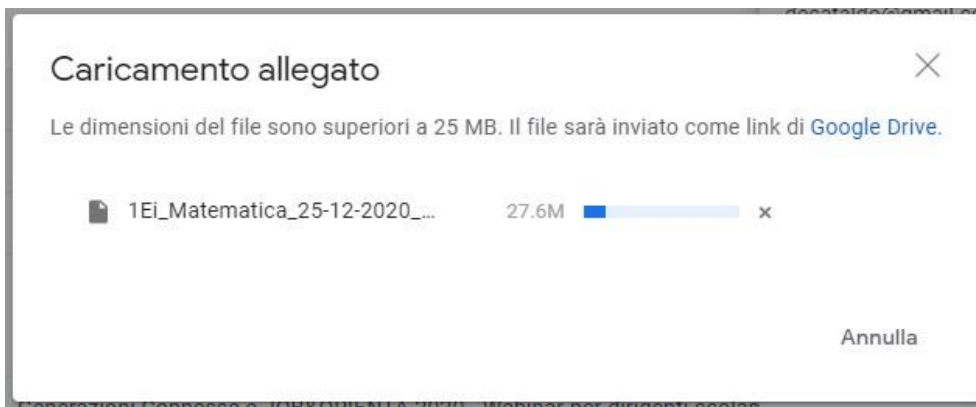 Caricamento allegato
Le dimensioni del file sono superiori a 25 MB. Il file sarà inviato come link di Google Drive.
1Ei_Matematica_25-12-2020_... 27.6M
Annulla